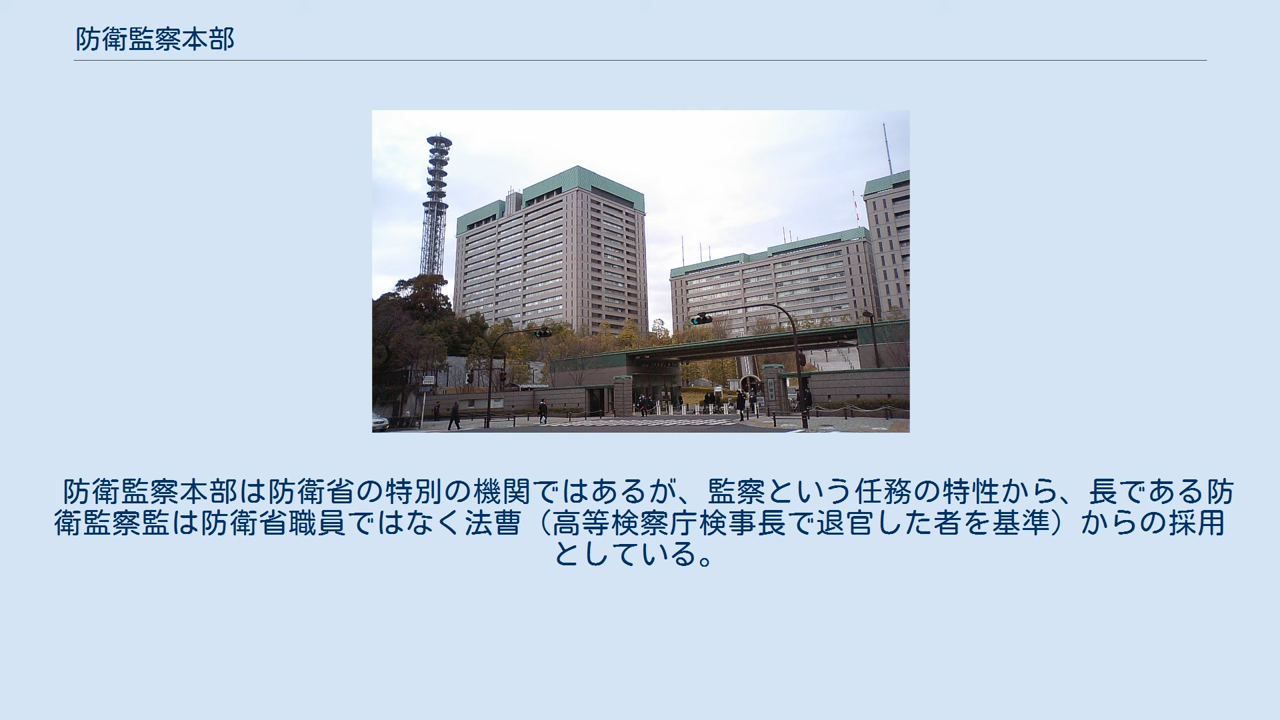 防衛監察本部
防衛監察本部は防衛省の特別の機関ではあるが、監察という任務の特性から、長である防
衛監察監は防衛省職員ではなく法曹（高等検察庁検事長で退官した者を基準）からの採用
としている。